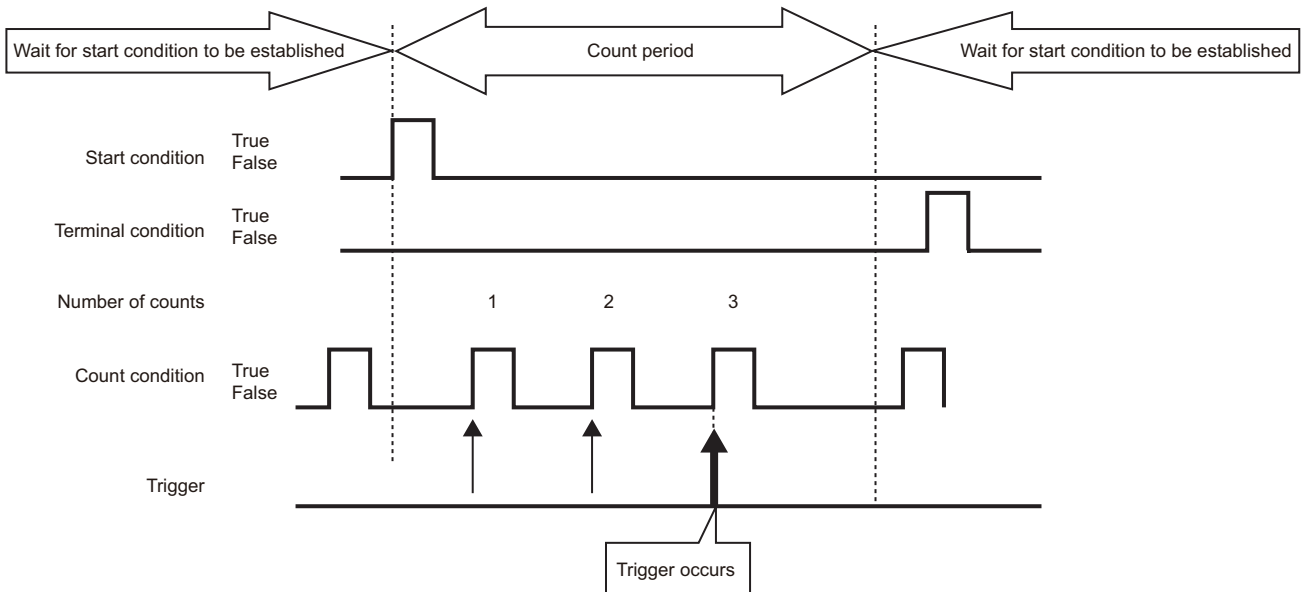 Wait for start condition to be established
Count period
Wait for start condition to be established
Start condition
True
False
Terminal condition
True
False
Number of counts
1
2
3
Count condition
True
False
Trigger
Trigger occurs